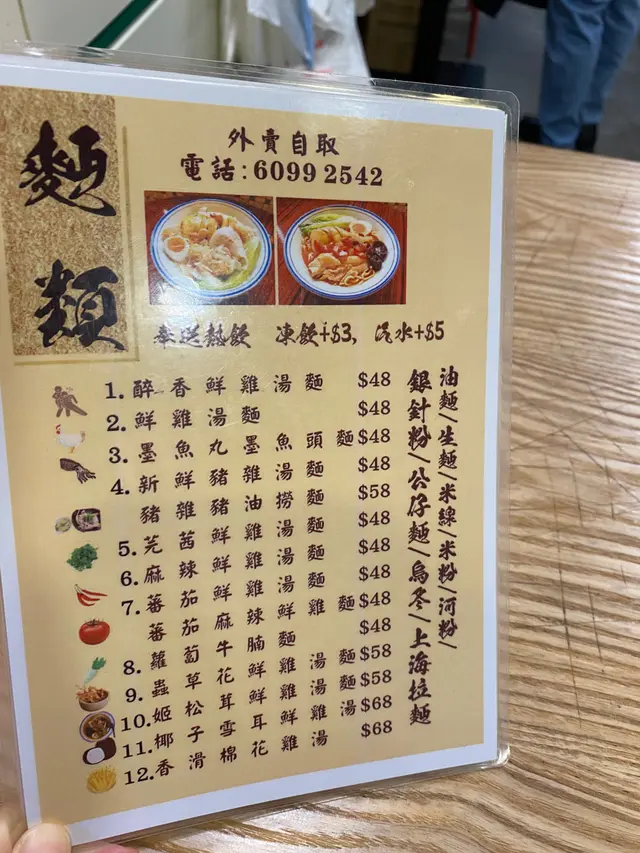 麵類
外賣自取
電話:6099 2542
奉送熱飲 凍飲+$3, 汽水+$5
1.醉香鮮雞湯麵 $48
2.鮮雞湯麵 $48
3.墨魚丸墨魚頭麵 $48
4.新鮮豬雜湯麵 $48
豬雜豬油撈麵 $58
5.芫茜鮮雞湯麵 $48
6.麻辣鮮雞湯麵 $48
7.蕃茄鮮雞湯麵 $48
蕃茄麻辣鮮雞麵 $48
8.蘿蔔牛腩麵 $48
9.蟲草花鮮雞湯麵 $58
10.姬松茸鮮雞湯麵 $58
11.椰子雪耳鮮雞湯 $68
12.香滑棉花雞湯 $68
油麵/生麵/米線/米粉/河粉/
銀針粉/公仔麵/烏冬/上海拉麵